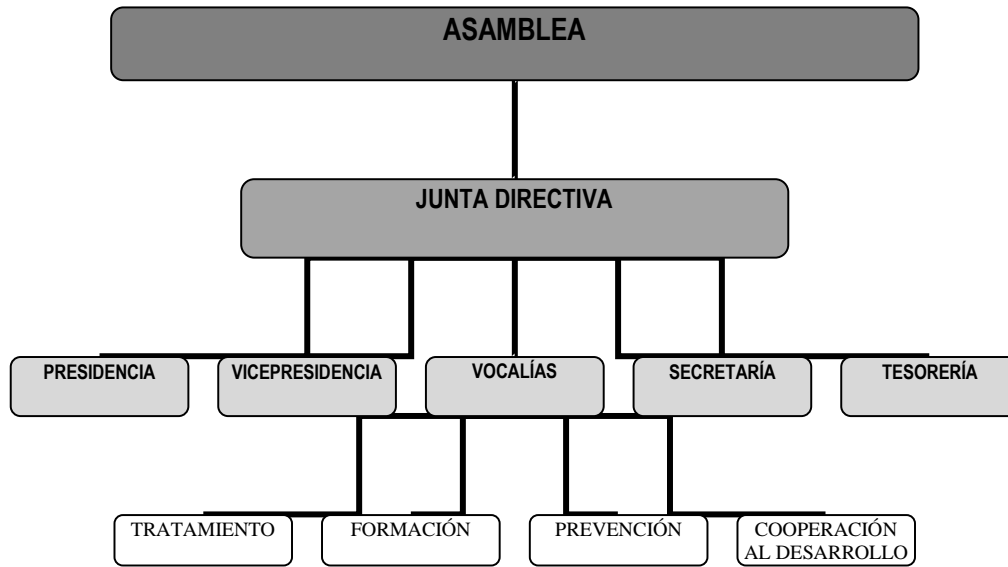 ASAMBLEA
JUNTA DIRECTIVA
PRESIDENCIA
VICEPRESIDENCIA
VOCALÍAS
SECRETARÍA
TESORERÍA
TRATAMIENTO
FORMACIÓN
PREVENCIÓN
COOPERACIÓN
AL DESARROLLO